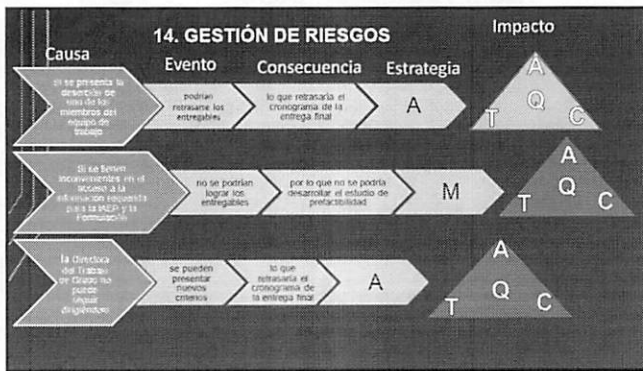 14. GESTIÓN DE RIESGOS
Impacto
Causa
Evento
Consecuencia
Estrategia
Si se presenta la
deserción de
uno de los
miembros del
equipo de
trabajo
podrían
retrasarse los
entregables
lo que retrasaría el
cronograma de la
entrega final
A
A
T Q C
Si se tienen
inconvenientes en el
acceso a la
información requerida
para la IAEP y la
Formulación
no se podrían
lograr los
entregables
por lo que no se podría
desarrollar el estudio de
prefactibilidad
M
A
T Q C
la Directora
del Trabajo
de Grado no
puede
seguir
dirigiéndolo
se pueden
presentar
nuevos
criterios
lo que
retrasaría el
cronograma de
la entrega final
A
A
T Q C